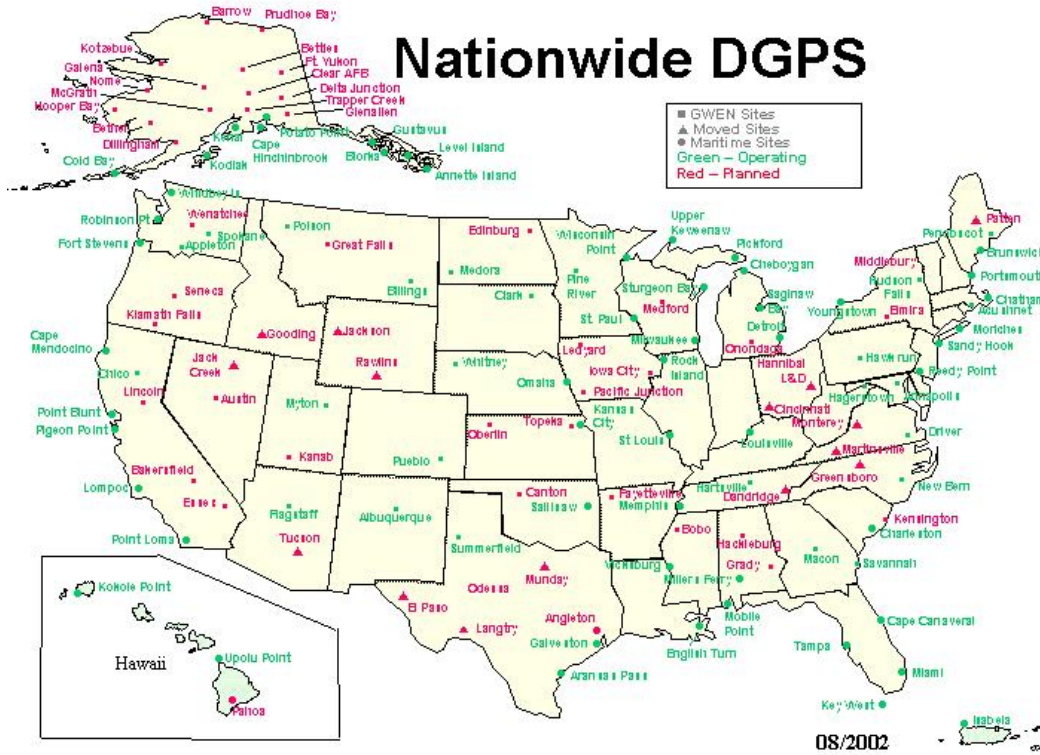 Nationwide DGPS
GWEN Sites
Moved Sites
Maritime Sites
Green – Operating
Red – Planned
Barrow
Prudhoe Bay
Kotzebue
Bettles
Galena
Ft. Yukon
Nome
Clear AFB
McGrath
Delta Junction
Hooper Bay
Trapper Creek
Glenallen
Bethel
Dillingham
Kenai
Potato Point
Gustavus
Cold Bay
Kodiak
Cape
Hinchinbrook
Biorka
Level Island
Annette Island
Whidbey Is
Robinson Pt
Wenatchee
Spokane
Fort Stevens
Appleton
Polson
Great Falls
Billings
Edinburg
Medora
Clark
Wisconsin
Point
Pine
River
St. Paul
Upper
Keweenaw
Pickford
Cheboygan
Sturgeon Bay
Medford
Saginaw
Bay
Milwaukee
Detroit
Onondaga
Youngstown
Middlebury
Hudson
Falls
Elmira
Patten
Penobscot
Brunswick
Portsmouth
Chatham
Acushnet
Moriches
Sandy Hook
Seneca
Klamath Falls
Gooding
Jackson
Rawlins
Cape
Mendocino
Jack
Creek
Chico
Lincoln
Austin
Myton
Whitney
Omaha
Ledyard
Iowa City
Rock
Island
Pacific Junction
Hannibal
L&D
Hawk run
Reedy Point
Hagerstown
Annapolis
Point Blunt
Pigeon Point
Kansas
City
Topeka
Oberlin
St Louis
Louisville
Cincinnati
Monterey
Driver
Martinsville
Greensboro
New Bern
Kanab
Pueblo
Bakersfield
Essex
Lompoc
Point Loma
Flagstaff
Tucson
Albuquerque
Canton
Sallisaw
Fayetteville
Memphis
Hartsville
Dandridge
Summerfield
Bobo
Hackleburg
Grady
Macon
Kensington
Charleston
Savannah
Vicksburg
Millers Ferry
Munday
Odessa
El Paso
Langtry
Angleton
Galveston
Aransas Pass
English Turn
Mobile
Point
Tampa
Cape Canaveral
Miami
Key West
Kokole Point
Hawaii
Upolu Point
Pahoa
Isabela
08/2002